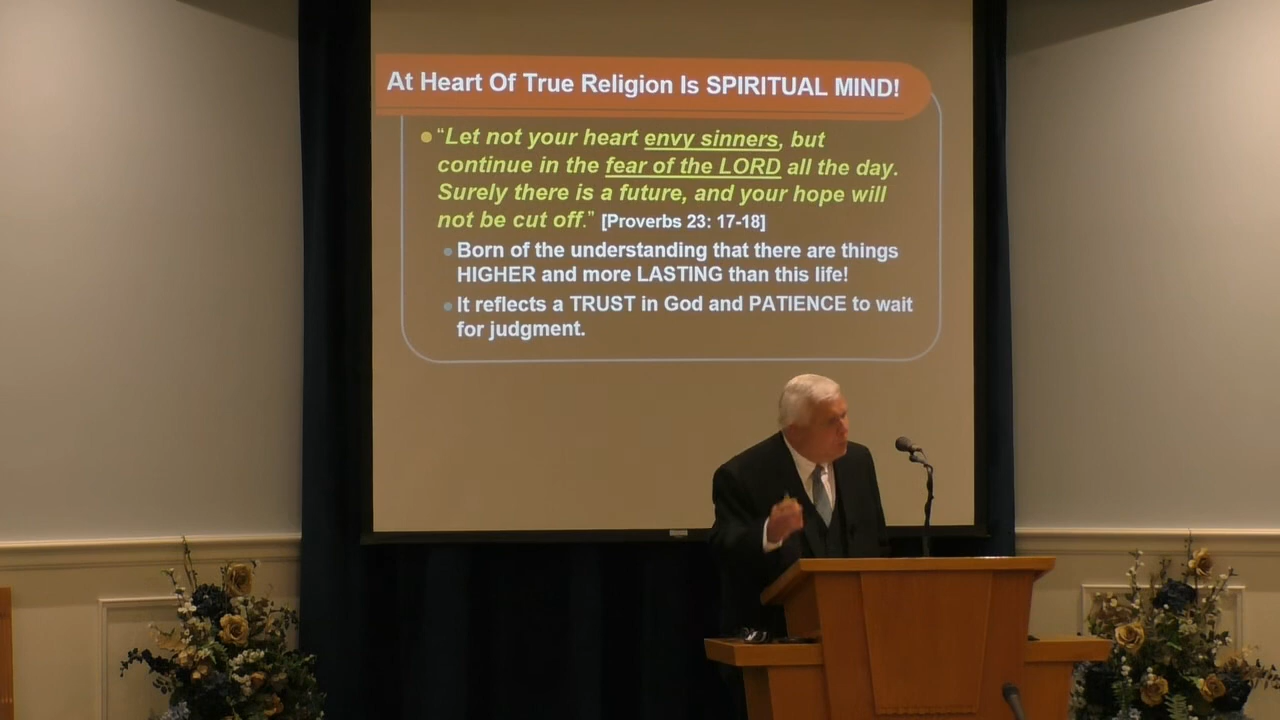 At Heart Of True Religion Is SPIRITUAL MIND!
“Let not your heart envy sinners, but
continue in the fear of the LORD all the day.
Surely there is a future, and your hope will
not be cut off.” [Proverbs 23: 17-18]
Born of the understanding that there are things
HIGHER and more LASTING than this life!
It reflects a TRUST in God and PATIENCE to wait
for judgment.